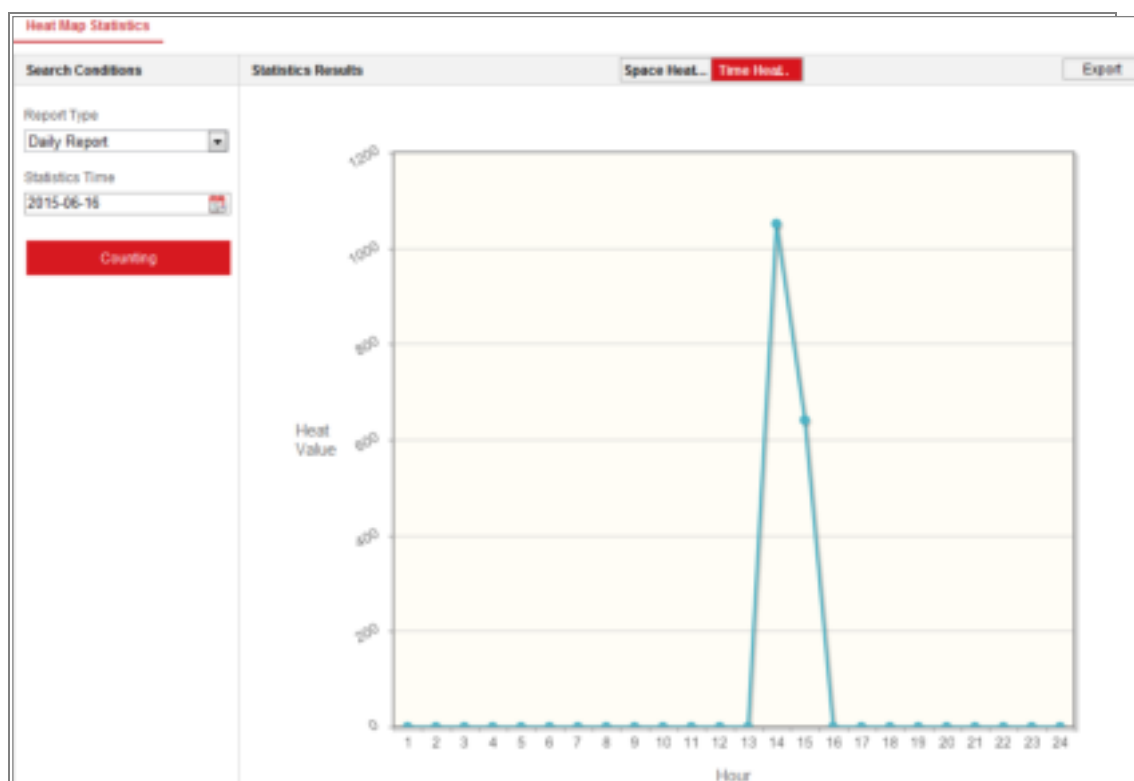 Heat Map Statistics
Search Conditions
Statistics Results
Space Heat...
Time Heat..
Export
Report Type
Daily Report
Statistics Time
2015-06-16
Counting
1200
1000
800
600
400
200
0
Heat
Value
1 2 3 4 5 6 7 8 9 10 11 12 13 14 15 16 17 18 19 20 21 22 23 24
Hour